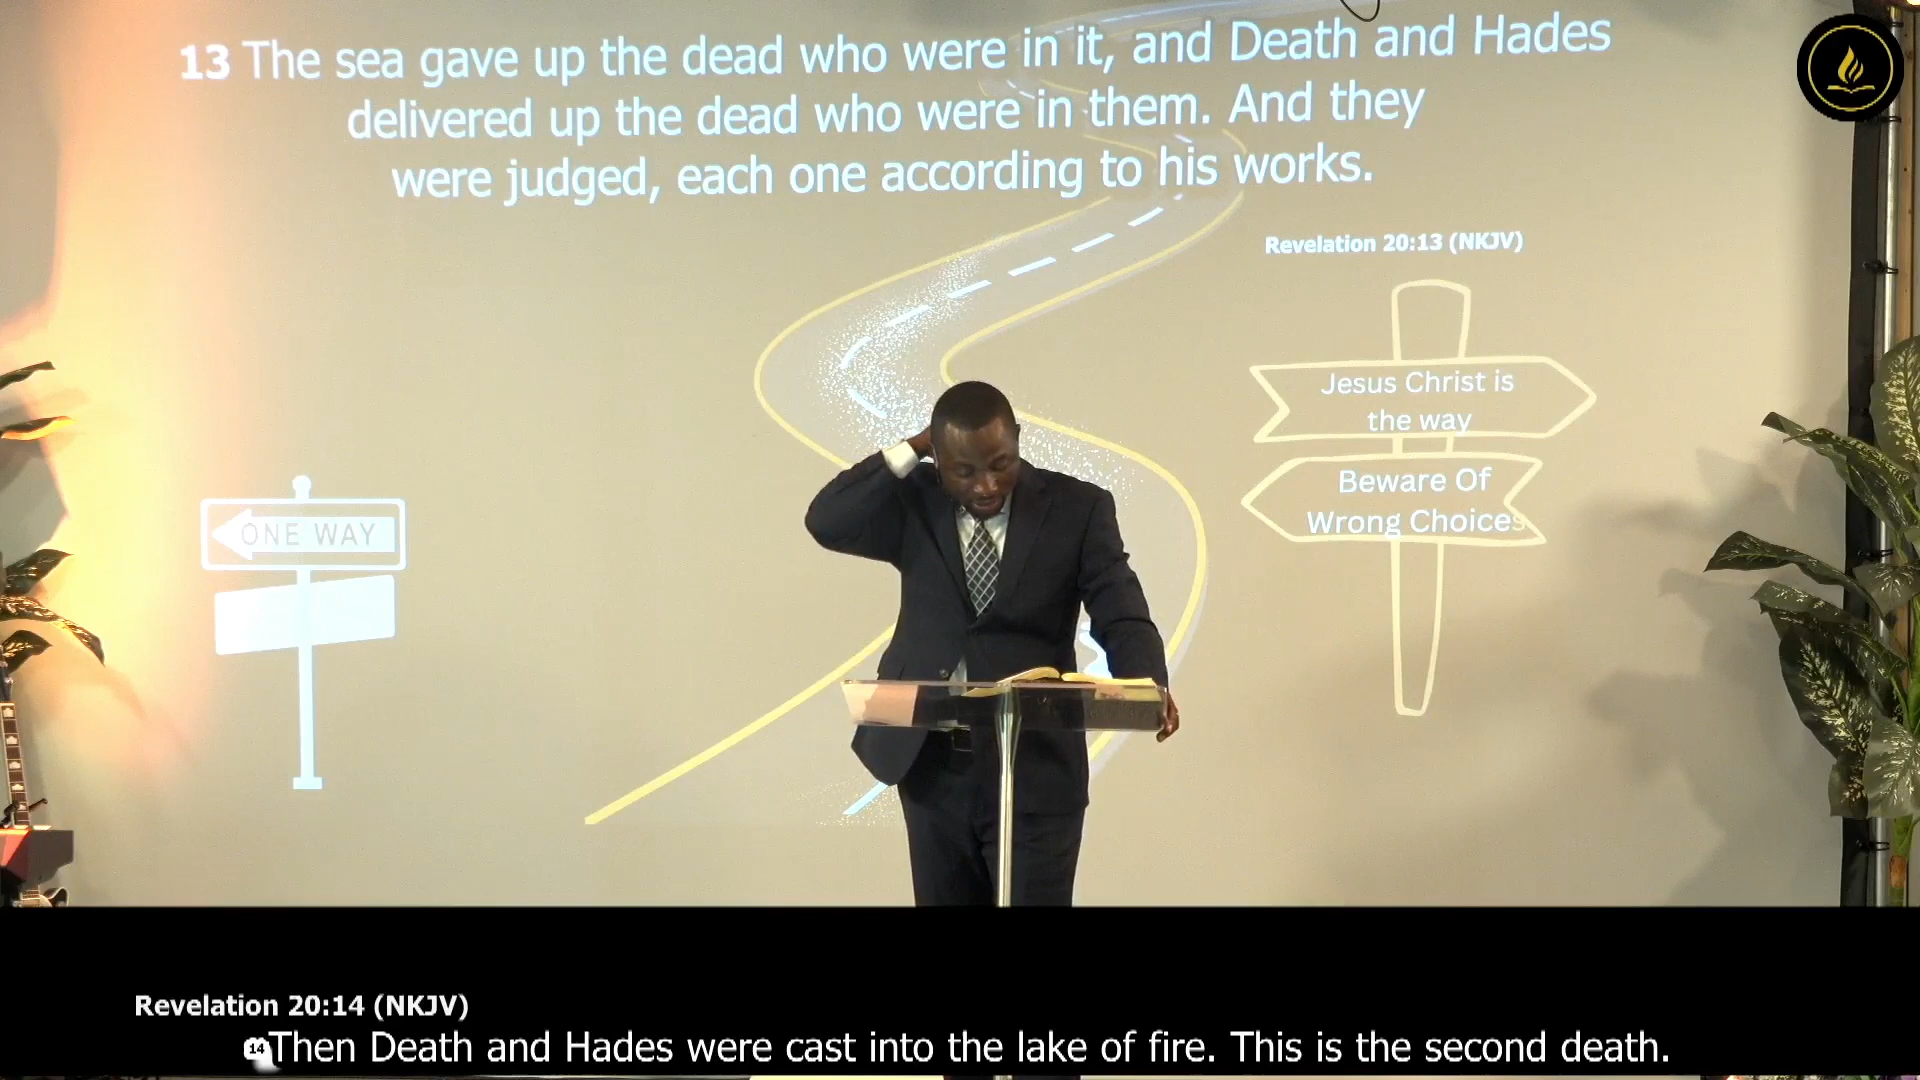 13 The sea gave up the dead who were in it, and Death and Hades
delivered up the dead who were in them. And they
were judged, each one according to his works.
Revelation 20:13 (NKJV)
Jesus Christ is
the way
Beware Of
Wrong Choices
ONE WAY
Revelation 20:14 (NKJV)
14 Then Death and Hades were cast into the lake of fire. This is the second death.